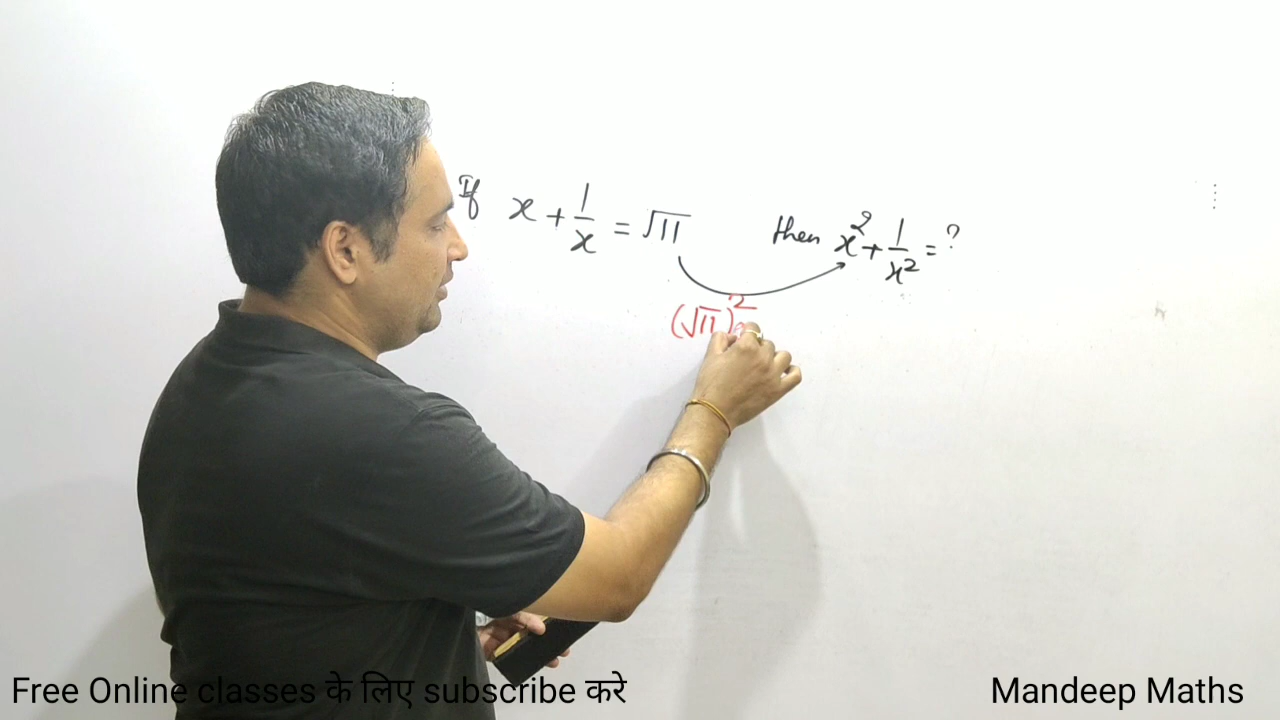 If x + 1/x = √11 then x² + 1/x² = ?
(√11)²
Free Online classes के लिए subscribe करे
Mandeep Maths